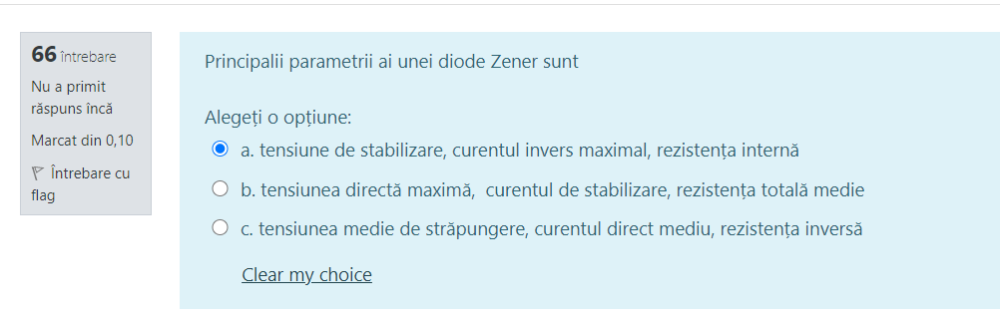 66 întrebare
Nu a primit
răspuns încă
Marcat din 0,10
Întrebare cu
flag
Principalii parametrii ai unei diode Zener sunt
Alegeți o opțiune:
a. tensiune de stabilizare, curentul invers maximal, rezistența internă
b. tensiunea directă maximă, curentul de stabilizare, rezistența totală medie
c. tensiunea medie de străpungere, curentul direct mediu, rezistența inversă
Clear my choice